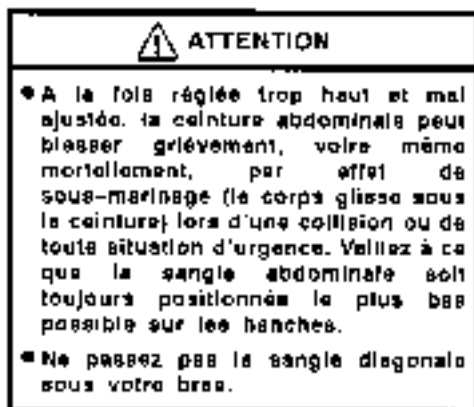 ATTENTION
● A la fois réglée trop haut et mal
ajustée, la ceinture abdominale peut
blesser grièvement, voire même
mortellement, par effet de
sous-marinage (le corps glisse sous
la ceinture) lors d'une collision ou de
toute situation d'urgence. Veillez à ce
que la sangle abdominale soit
toujours positionnée le plus bas
possible sur les hanches.
● Ne passez pas la sangle diagonale
sous votre bras.